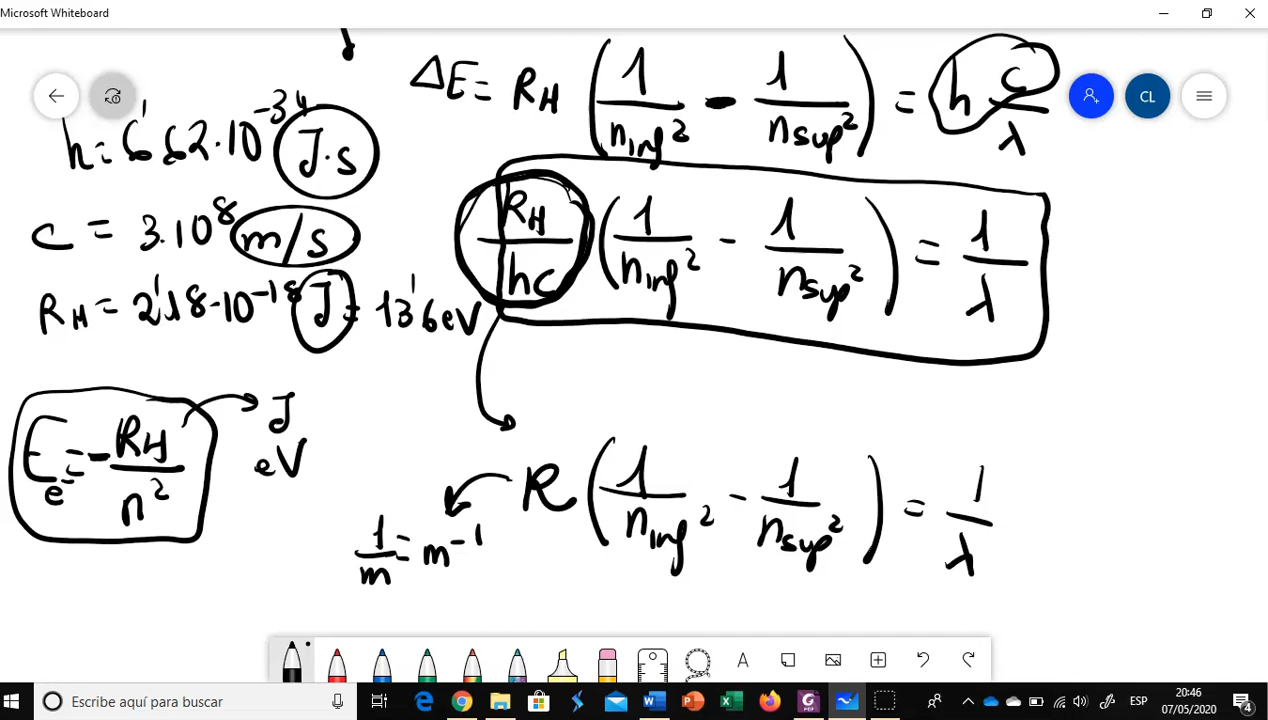 Microsoft Whiteboard
ΔE = R_H (1/n_inf² - 1/n_sup²) = h c/λ
CL
h = 6'62·10⁻³⁴ J·s
c = 3·10⁸ m/s
R_H/hc (1/n_inf² - 1/n_sup²) = 1/λ
R_H = 2'18·10⁻¹⁸ J = 13'6 eV
E_e = - R_H/n²
J
eV
R (1/n_inf² - 1/n_sup²) = 1/λ
1/m = m⁻¹
A
Escribe aquí para buscar
ESP
20:46
07/05/2020
4